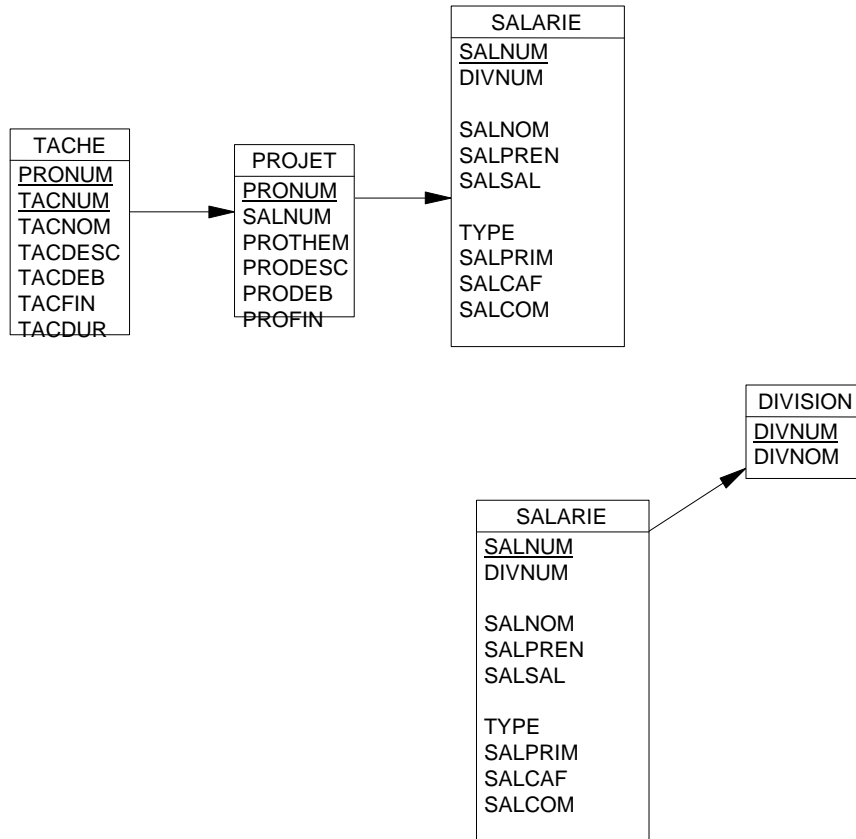 TACHE
PRONUM
TACNUM
TACNOM
TACDESC
TACDEB
TACFIN
TACDUR
PROJET
PRONUM
SALNUM
PROTHEM
PRODESC
PRODEB
PROFIN
SALARIE
SALNUM
DIVNUM
SALNOM
SALPREN
SALSAL
TYPE
SALPRIM
SALCAF
SALCOM
DIVISION
DIVNUM
DIVNOM
SALARIE
SALNUM
DIVNUM
SALNOM
SALPREN
SALSAL
TYPE
SALPRIM
SALCAF
SALCOM